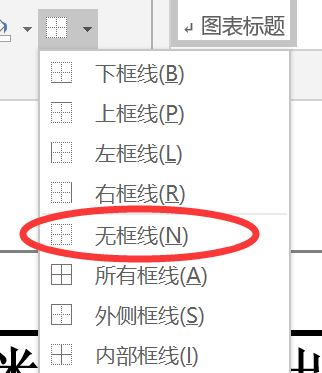 ↲ 图表标题
下框线(B)
上框线(P)
左框线(L)
右框线(R)
无框线(N)
所有框线(A)
外侧框线(S)
内部框线(I)